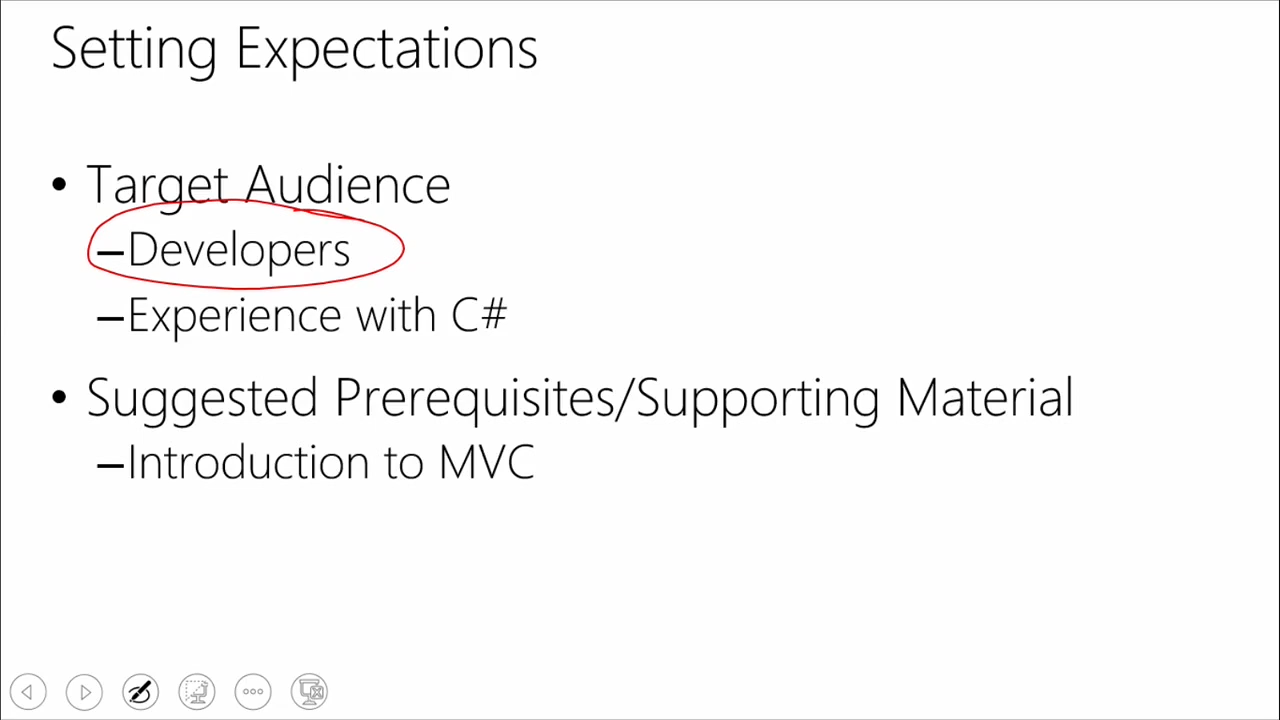 Setting Expectations
• Target Audience
–Developers
–Experience with C#
• Suggested Prerequisites/Supporting Material
–Introduction to MVC